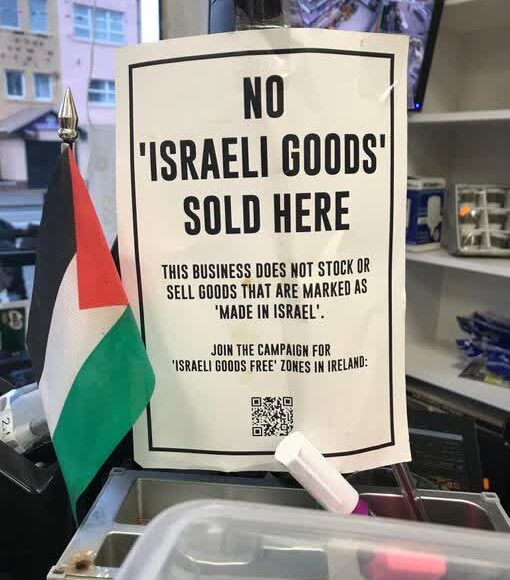 NO
'ISRAELI GOODS'
SOLD HERE
THIS BUSINESS DOES NOT STOCK OR
SELL GOODS THAT ARE MARKED AS
'MADE IN ISRAEL'.
JOIN THE CAMPAIGN FOR
'ISRAELI GOODS FREE' ZONES IN IRELAND: